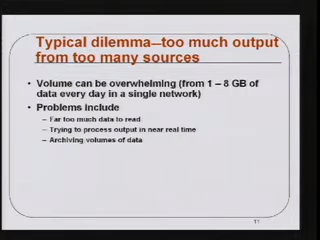 Typical dilemma—too much output
from too many sources
• Volume can be overwhelming (from 1 – 8 GB of
data every day in a single network)
• Problems include
– Far too much data to read
– Trying to process output in near real time
– Archiving volumes of data
11